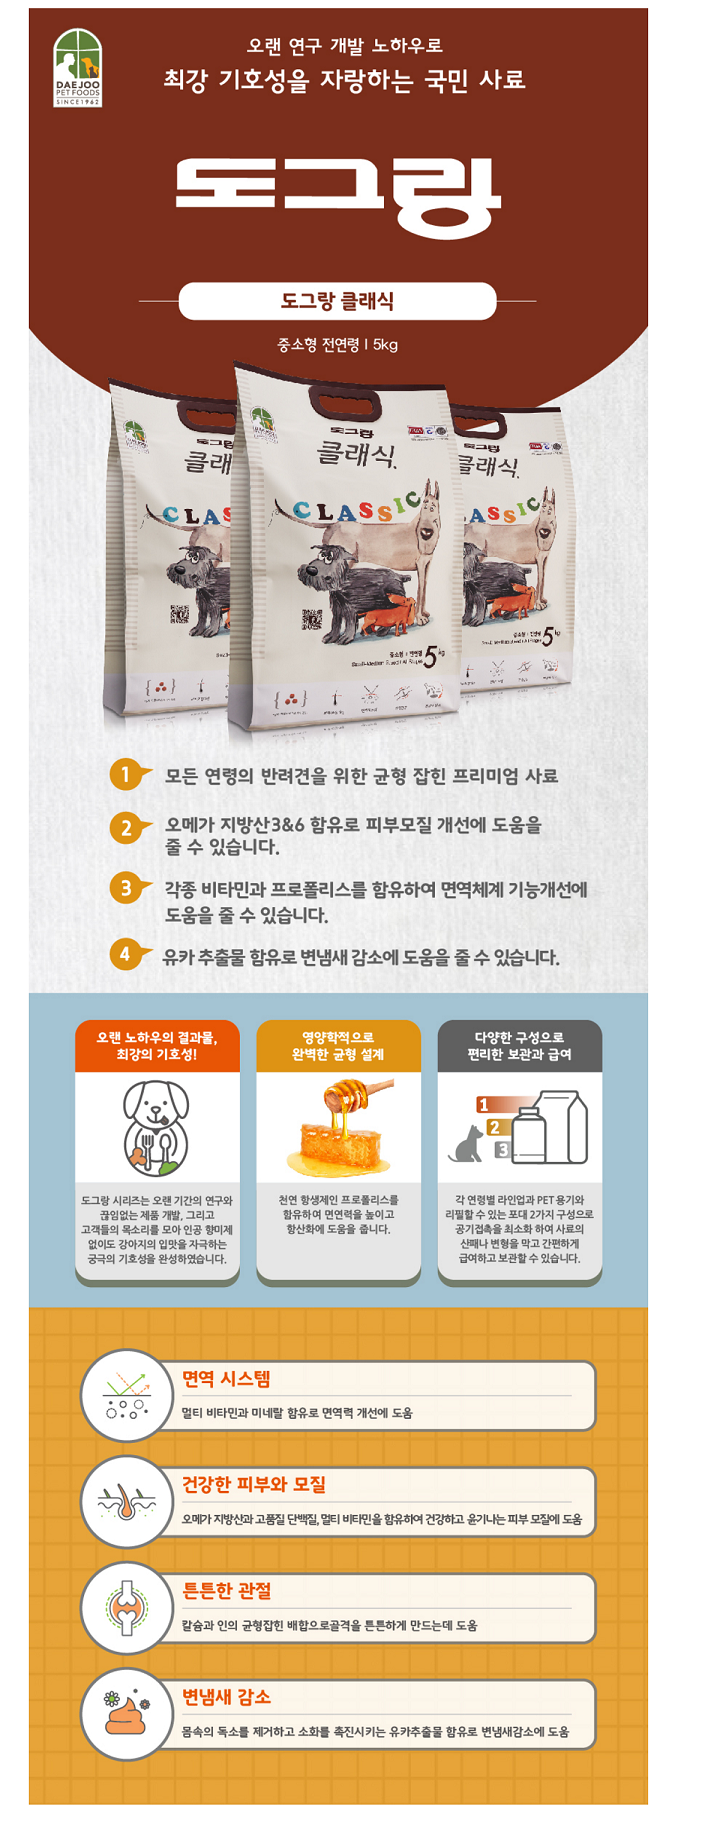 오랜 연구 개발 노하우로
최강 기호성을 자랑하는 국민 사료
DAEJOO
PET FOODS
SINCE 1962
도그랑
도그랑 클래식
중소형 전연령 | 5kg
도그랑
클래식.
CLASSIC
중소형 | 전연령
5kg
1 모든 연령의 반려견을 위한 균형 잡힌 프리미엄 사료
2 오메가 지방산3&6 함유로 피부모질 개선에 도움을
줄 수 있습니다.
3 각종 비타민과 프로폴리스를 함유하여 면역체계 기능개선에
도움을 줄 수 있습니다.
4 유카 추출물 함유로 변냄새 감소에 도움을 줄 수 있습니다.
오랜 노하우의 결과물,
최강의 기호성!
도그랑 시리즈는 오랜 기간의 연구와
끊임없는 제품 개발, 그리고
고객들의 목소리를 모아 인공 향미제
없이도 강아지의 입맛을 자극하는
궁극의 기호성을 완성하였습니다.
영양학적으로
완벽한 균형 설계
천연 항생제인 프로폴리스를
함유하여 면연력을 높이고
항산화에 도움을 줍니다.
다양한 구성으로
편리한 보관과 급여
1
2
3
각 연령별 라인업과 PET 용기와
리필할 수 있는 포대 2가지 구성으로
공기접촉을 최소화 하여 사료의
산패나 변형을 막고 간편하게
급여하고 보관할 수 있습니다.
면역 시스템
멀티 비타민과 미네랄 함유로 면역력 개선에 도움
건강한 피부와 모질
오메가 지방산과 고품질 단백질, 멀티 비타민을 함유하여 건강하고 윤기나는 피부 모질에 도움
튼튼한 관절
칼슘과 인의 균형잡힌 배합으로골격을 튼튼하게 만드는데 도움
변냄새 감소
몸속의 독소를 제거하고 소화를 촉진시키는 유카추출물 함유로 변냄새감소에 도움